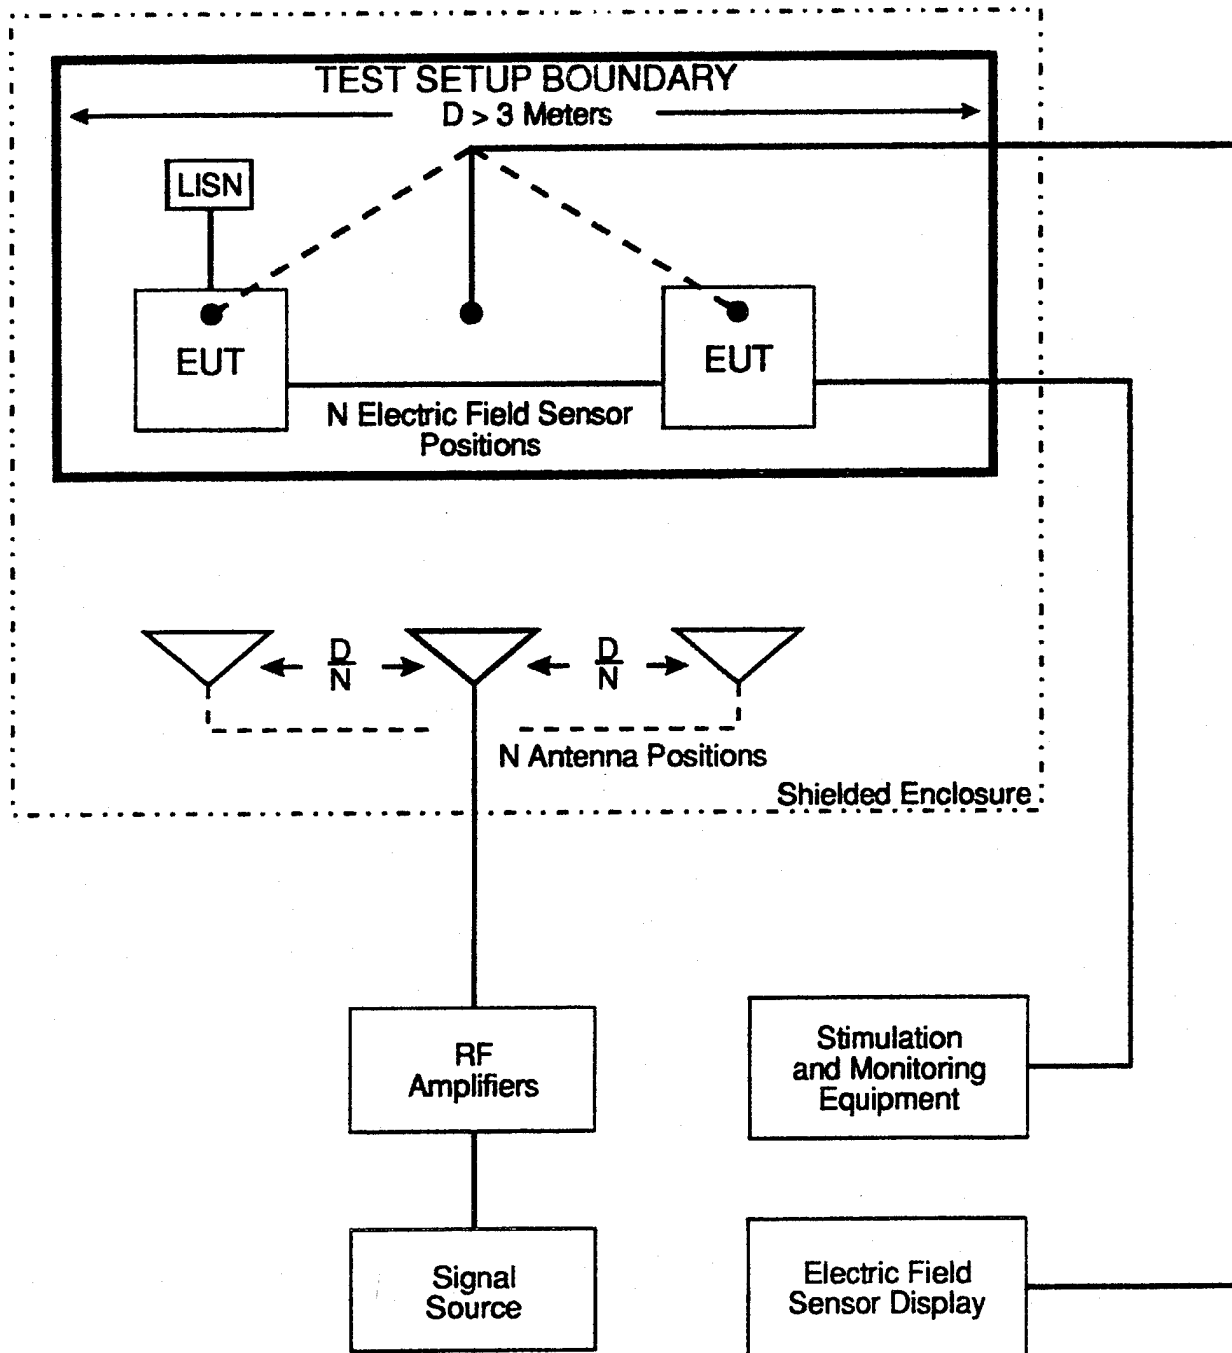 TEST SETUP BOUNDARY
D > 3 Meters
LISN
EUT
EUT
N Electric Field Sensor
Positions
D
N
D
N
N Antenna Positions
Shielded Enclosure
RF
Amplifiers
Stimulation
and Monitoring
Equipment
Signal
Source
Electric Field
Sensor Display